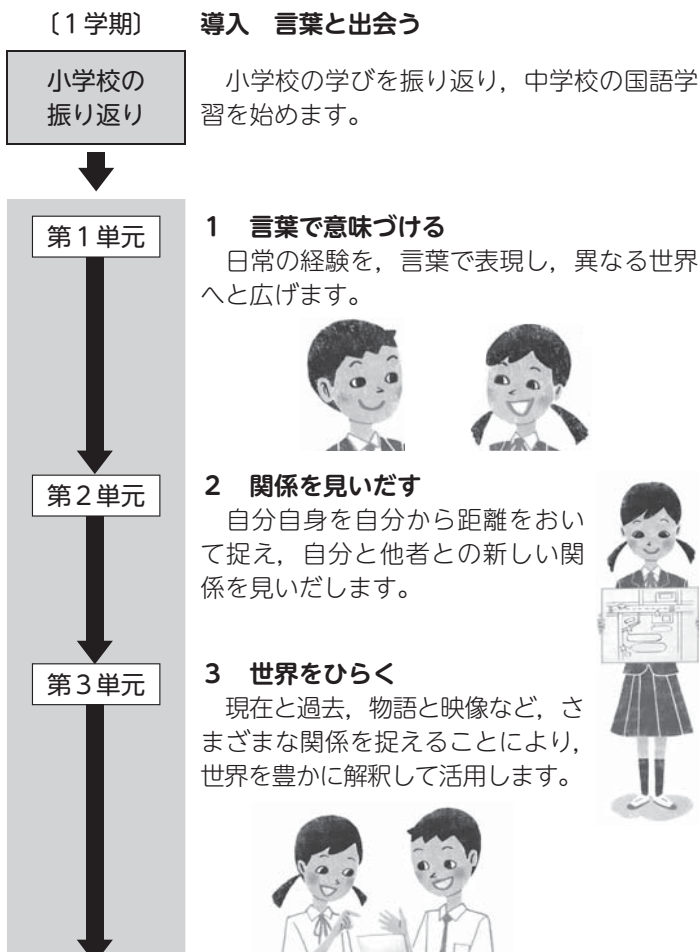 〔1学期〕 導入 言葉と出会う
小学校の
振り返り
小学校の学びを振り返り，中学校の国語学
習を始めます。
第1単元
1 言葉で意味づける
日常の経験を，言葉で表現し，異なる世界
へと広げます。
第2単元
2 関係を見いだす
自分自身を自分から距離をおい
て捉え，自分と他者との新しい関
係を見いだします。
第3単元
3 世界をひらく
現在と過去，物語と映像など，さ
まざまな関係を捉えることにより，
世界を豊かに解釈して活用します。